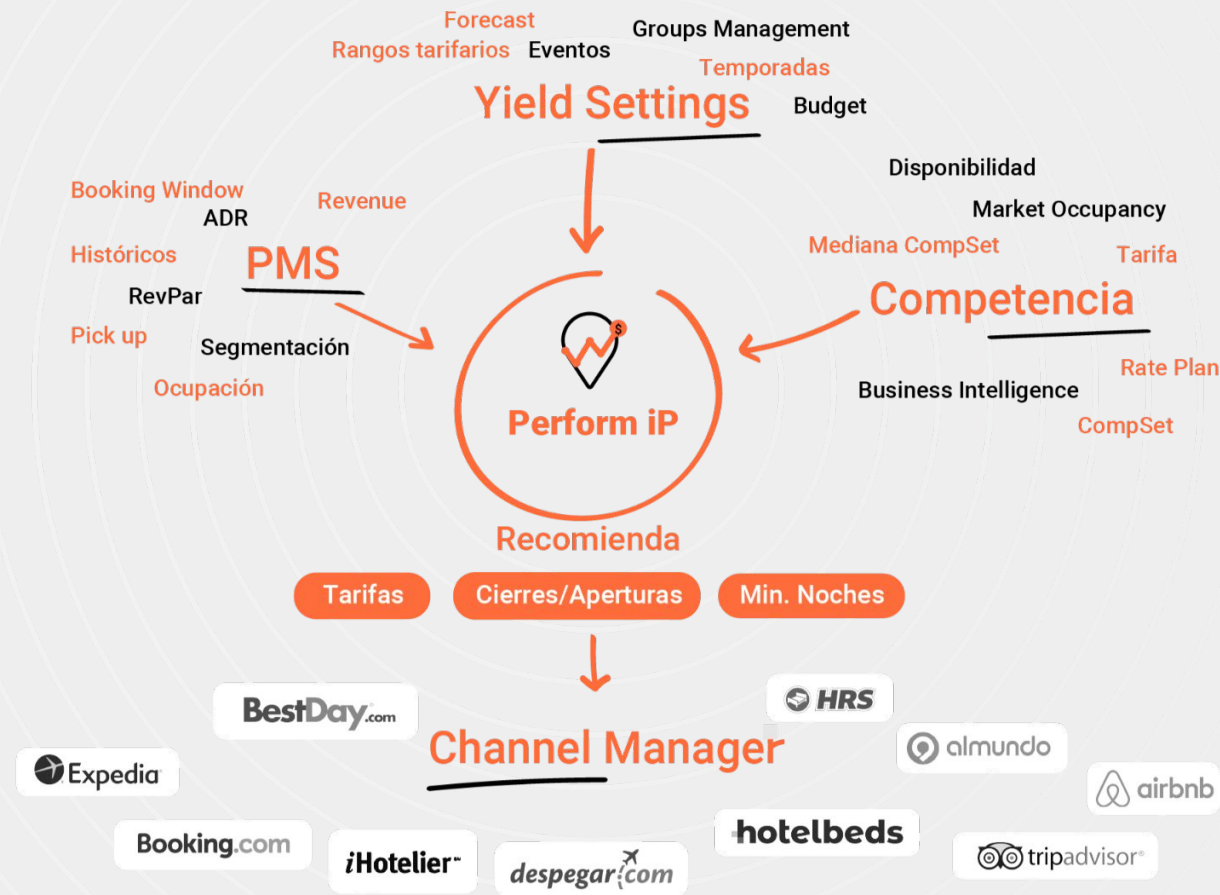 Forecast
Groups Management
Rangos tarifarios
Eventos
Temporadas
Yield Settings
Budget
Booking Window
Revenue
ADR
Históricos
PMS
RevPar
Pick up
Segmentación
Ocupación
Disponibilidad
Market Occupancy
Mediana CompSet
Tarifa
Competencia
Rate Plan
Business Intelligence
CompSet
$
Perform iP
Recomienda
Tarifas
Cierres/Aperturas
Min. Noches
BestDay.com
HRS
Channel Manager
almundo
Expedia
airbnb
Booking.com
iHotelier
despegar.com
hotelbeds
tripadvisor®